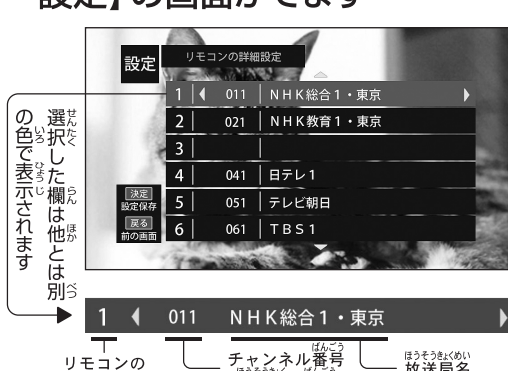 設定】の画面がでます
設定
リモコンの詳細設定
1 011 NHK総合1・東京
2 021 NHK教育1・東京
3
4 041 日テレ1
5 051 テレビ朝日
6 061 TBS1
決定
設定保存
戻る
前の画面
選択した欄は他とは別
の色で表示されます
1 011 NHK総合1・東京
リモコンの
チャンネル番号
放送局名